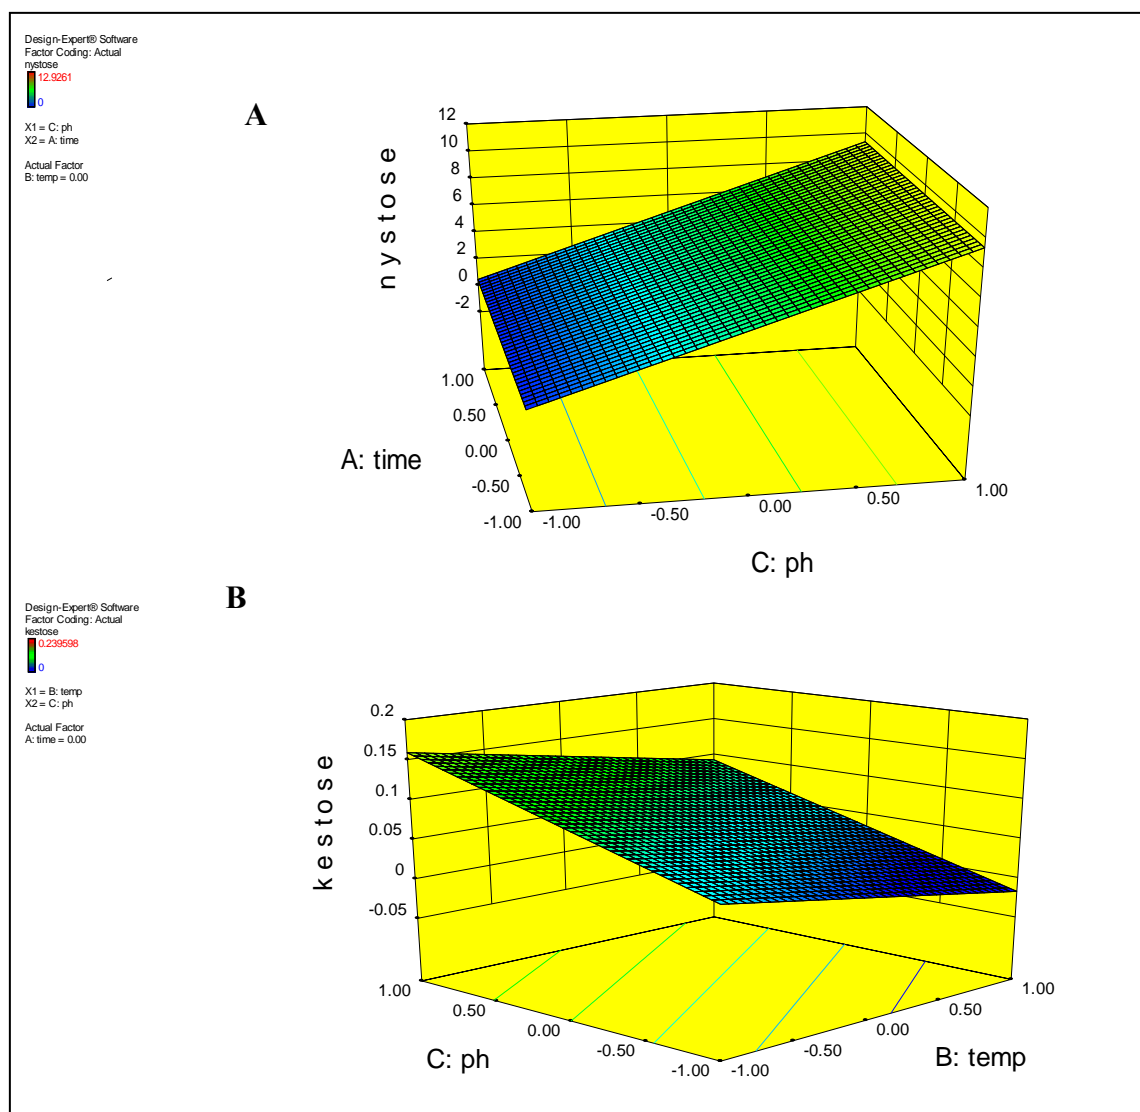 Design-Expert® Software
Factor Coding: Actual
nystose
12.9261
0
X1 = C: ph
X2 = A: time
Actual Factor
B: temp = 0.00
A
12
10
8
6
4
2
0
-2
nystose
1.00
0.50
0.00
-0.50
-1.00
A: time
-1.00
-0.50
0.00
0.50
1.00
C: ph
Design-Expert® Software
Factor Coding: Actual
kestose
0.239598
0
X1 = B: temp
X2 = C: ph
Actual Factor
A: time = 0.00
B
0.2
0.15
0.1
0.05
0
-0.05
kestose
1.00
0.50
0.00
-0.50
-1.00
C: ph
-1.00
-0.50
0.00
0.50
1.00
B: temp